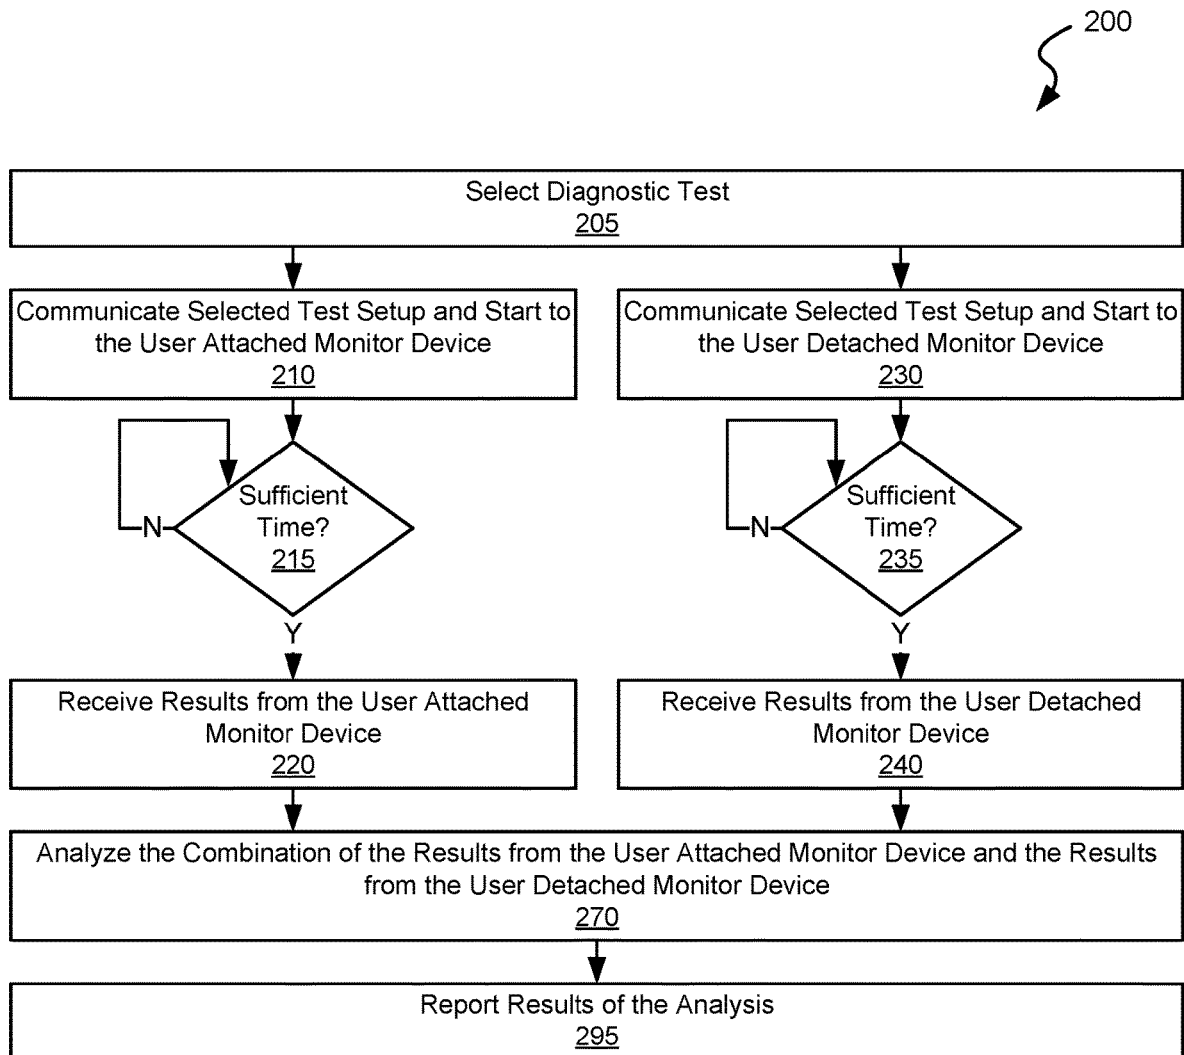 200
Select Diagnostic Test
205
Communicate Selected Test Setup and Start to
the User Attached Monitor Device
210
Communicate Selected Test Setup and Start to
the User Detached Monitor Device
230
Sufficient
Time?
215
N
Y
Sufficient
Time?
235
N
Y
Receive Results from the User Attached
Monitor Device
220
Receive Results from the User Detached
Monitor Device
240
Analyze the Combination of the Results from the User Attached Monitor Device and the Results
from the User Detached Monitor Device
270
Report Results of the Analysis
295